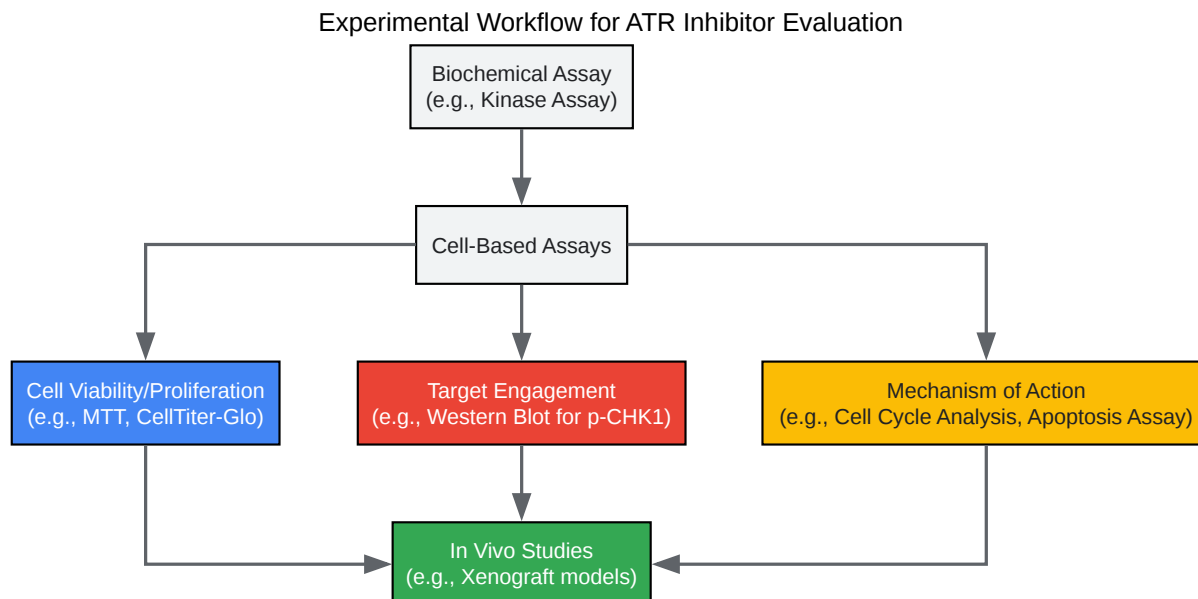 Experimental Workflow for ATR Inhibitor Evaluation
Biochemical Assay
(e.g., Kinase Assay)
Cell-Based Assays
Cell Viability/Proliferation
(e.g., MTT, CellTiter-Glo)
Target Engagement
(e.g., Western Blot for p-CHK1)
Mechanism of Action
(e.g., Cell Cycle Analysis, Apoptosis Assay)
In Vivo Studies
(e.g., Xenograft models)